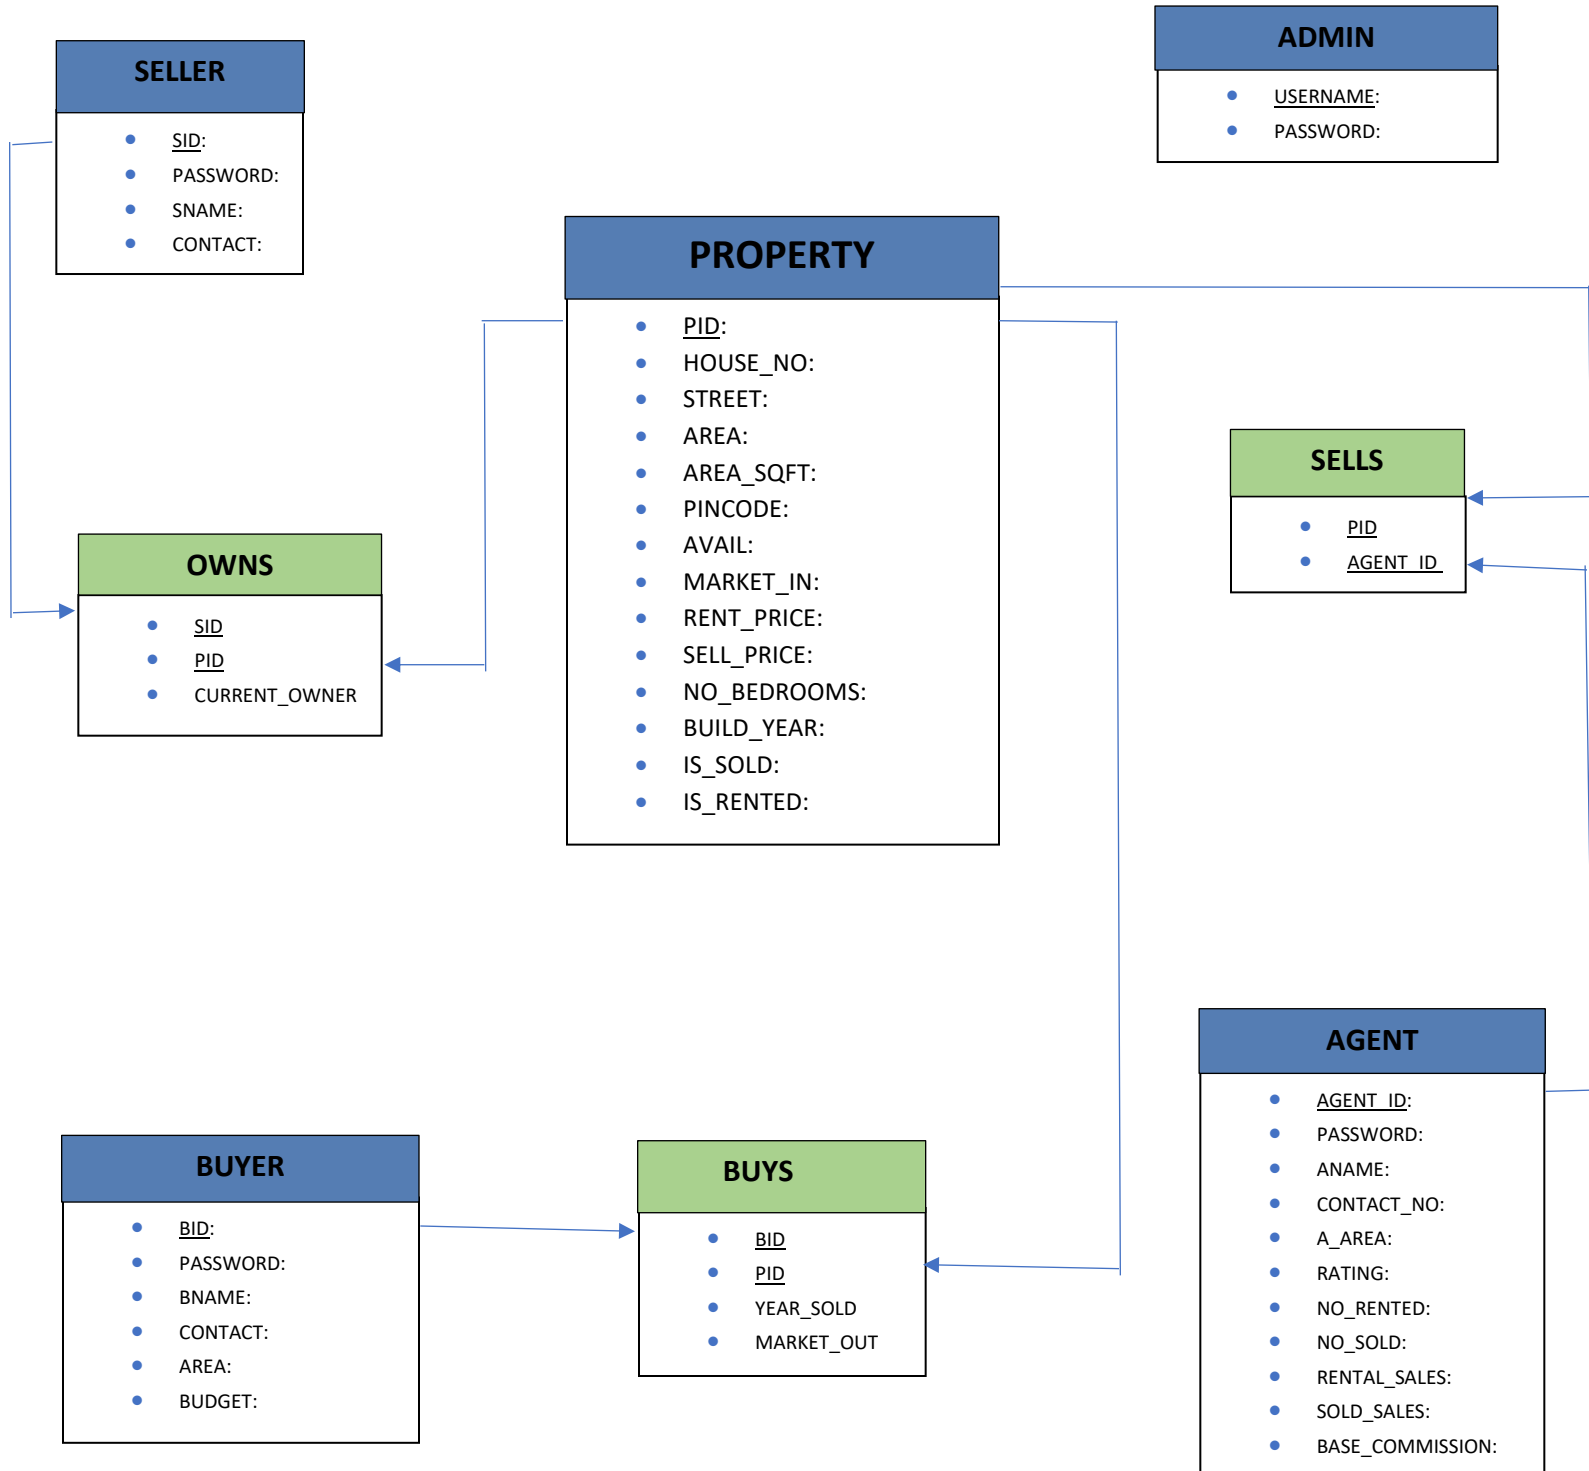 SELLER
SID:
PASSWORD:
SNAME:
CONTACT:
ADMIN
USERNAME:
PASSWORD:
PROPERTY
PID:
HOUSE_NO:
STREET:
AREA:
AREA_SQFT:
PINCODE:
AVAIL:
MARKET_IN:
RENT_PRICE:
SELL_PRICE:
NO_BEDROOMS:
BUILD_YEAR:
IS_SOLD:
IS_RENTED:
SELLS
PID
AGENT_ID
OWNS
SID
PID
CURRENT_OWNER
AGENT
AGENT_ID:
PASSWORD:
ANAME:
CONTACT_NO:
A_AREA:
RATING:
NO_RENTED:
NO_SOLD:
RENTAL_SALES:
SOLD_SALES:
BASE_COMMISSION:
BUYER
BID:
PASSWORD:
BNAME:
CONTACT:
AREA:
BUDGET:
BUYS
BID
PID
YEAR_SOLD
MARKET_OUT